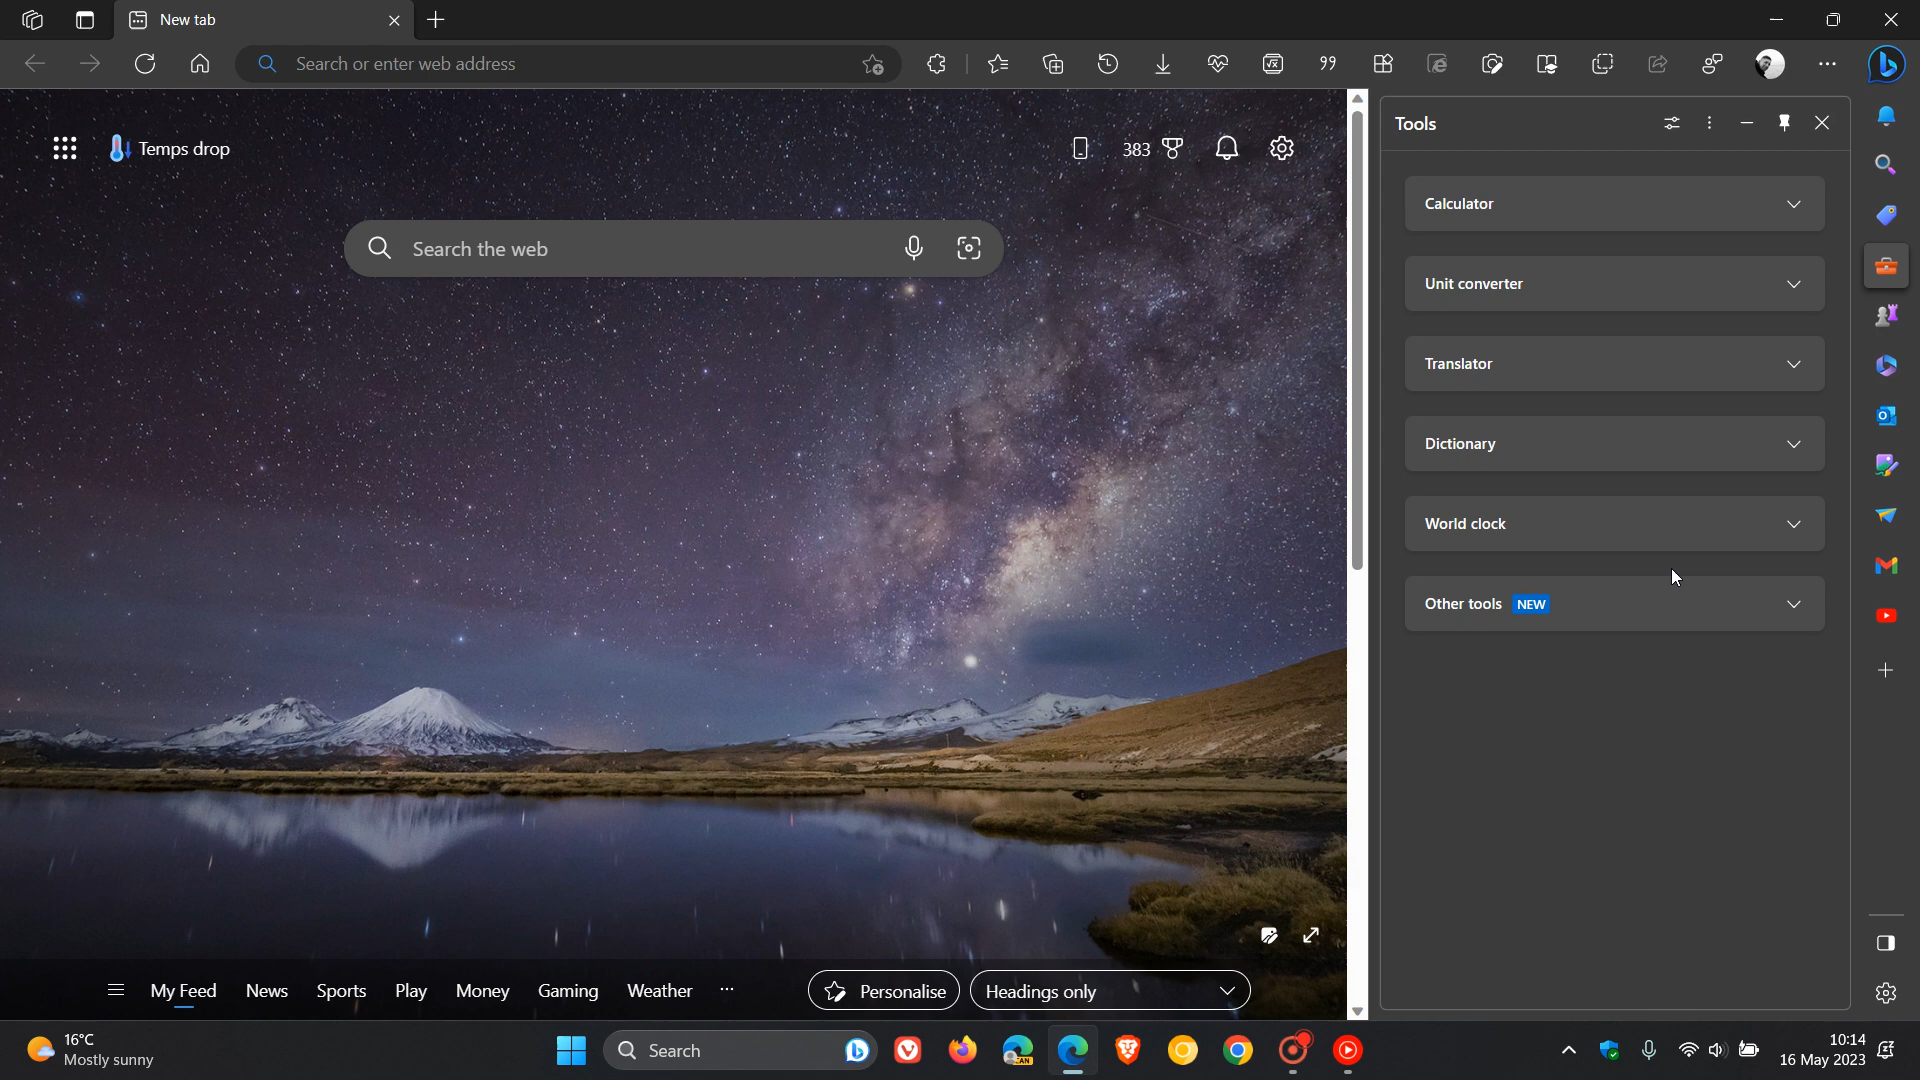 New tab
Search or enter web address
Temps drop
383
Search the web
Tools
Calculator
Unit converter
Translator
Dictionary
World clock
Other tools NEW
My Feed News Sports Play Money Gaming Weather ...
Personalise
Headings only
16°C
Mostly sunny
Search
CAN
10:14
16 May 2023